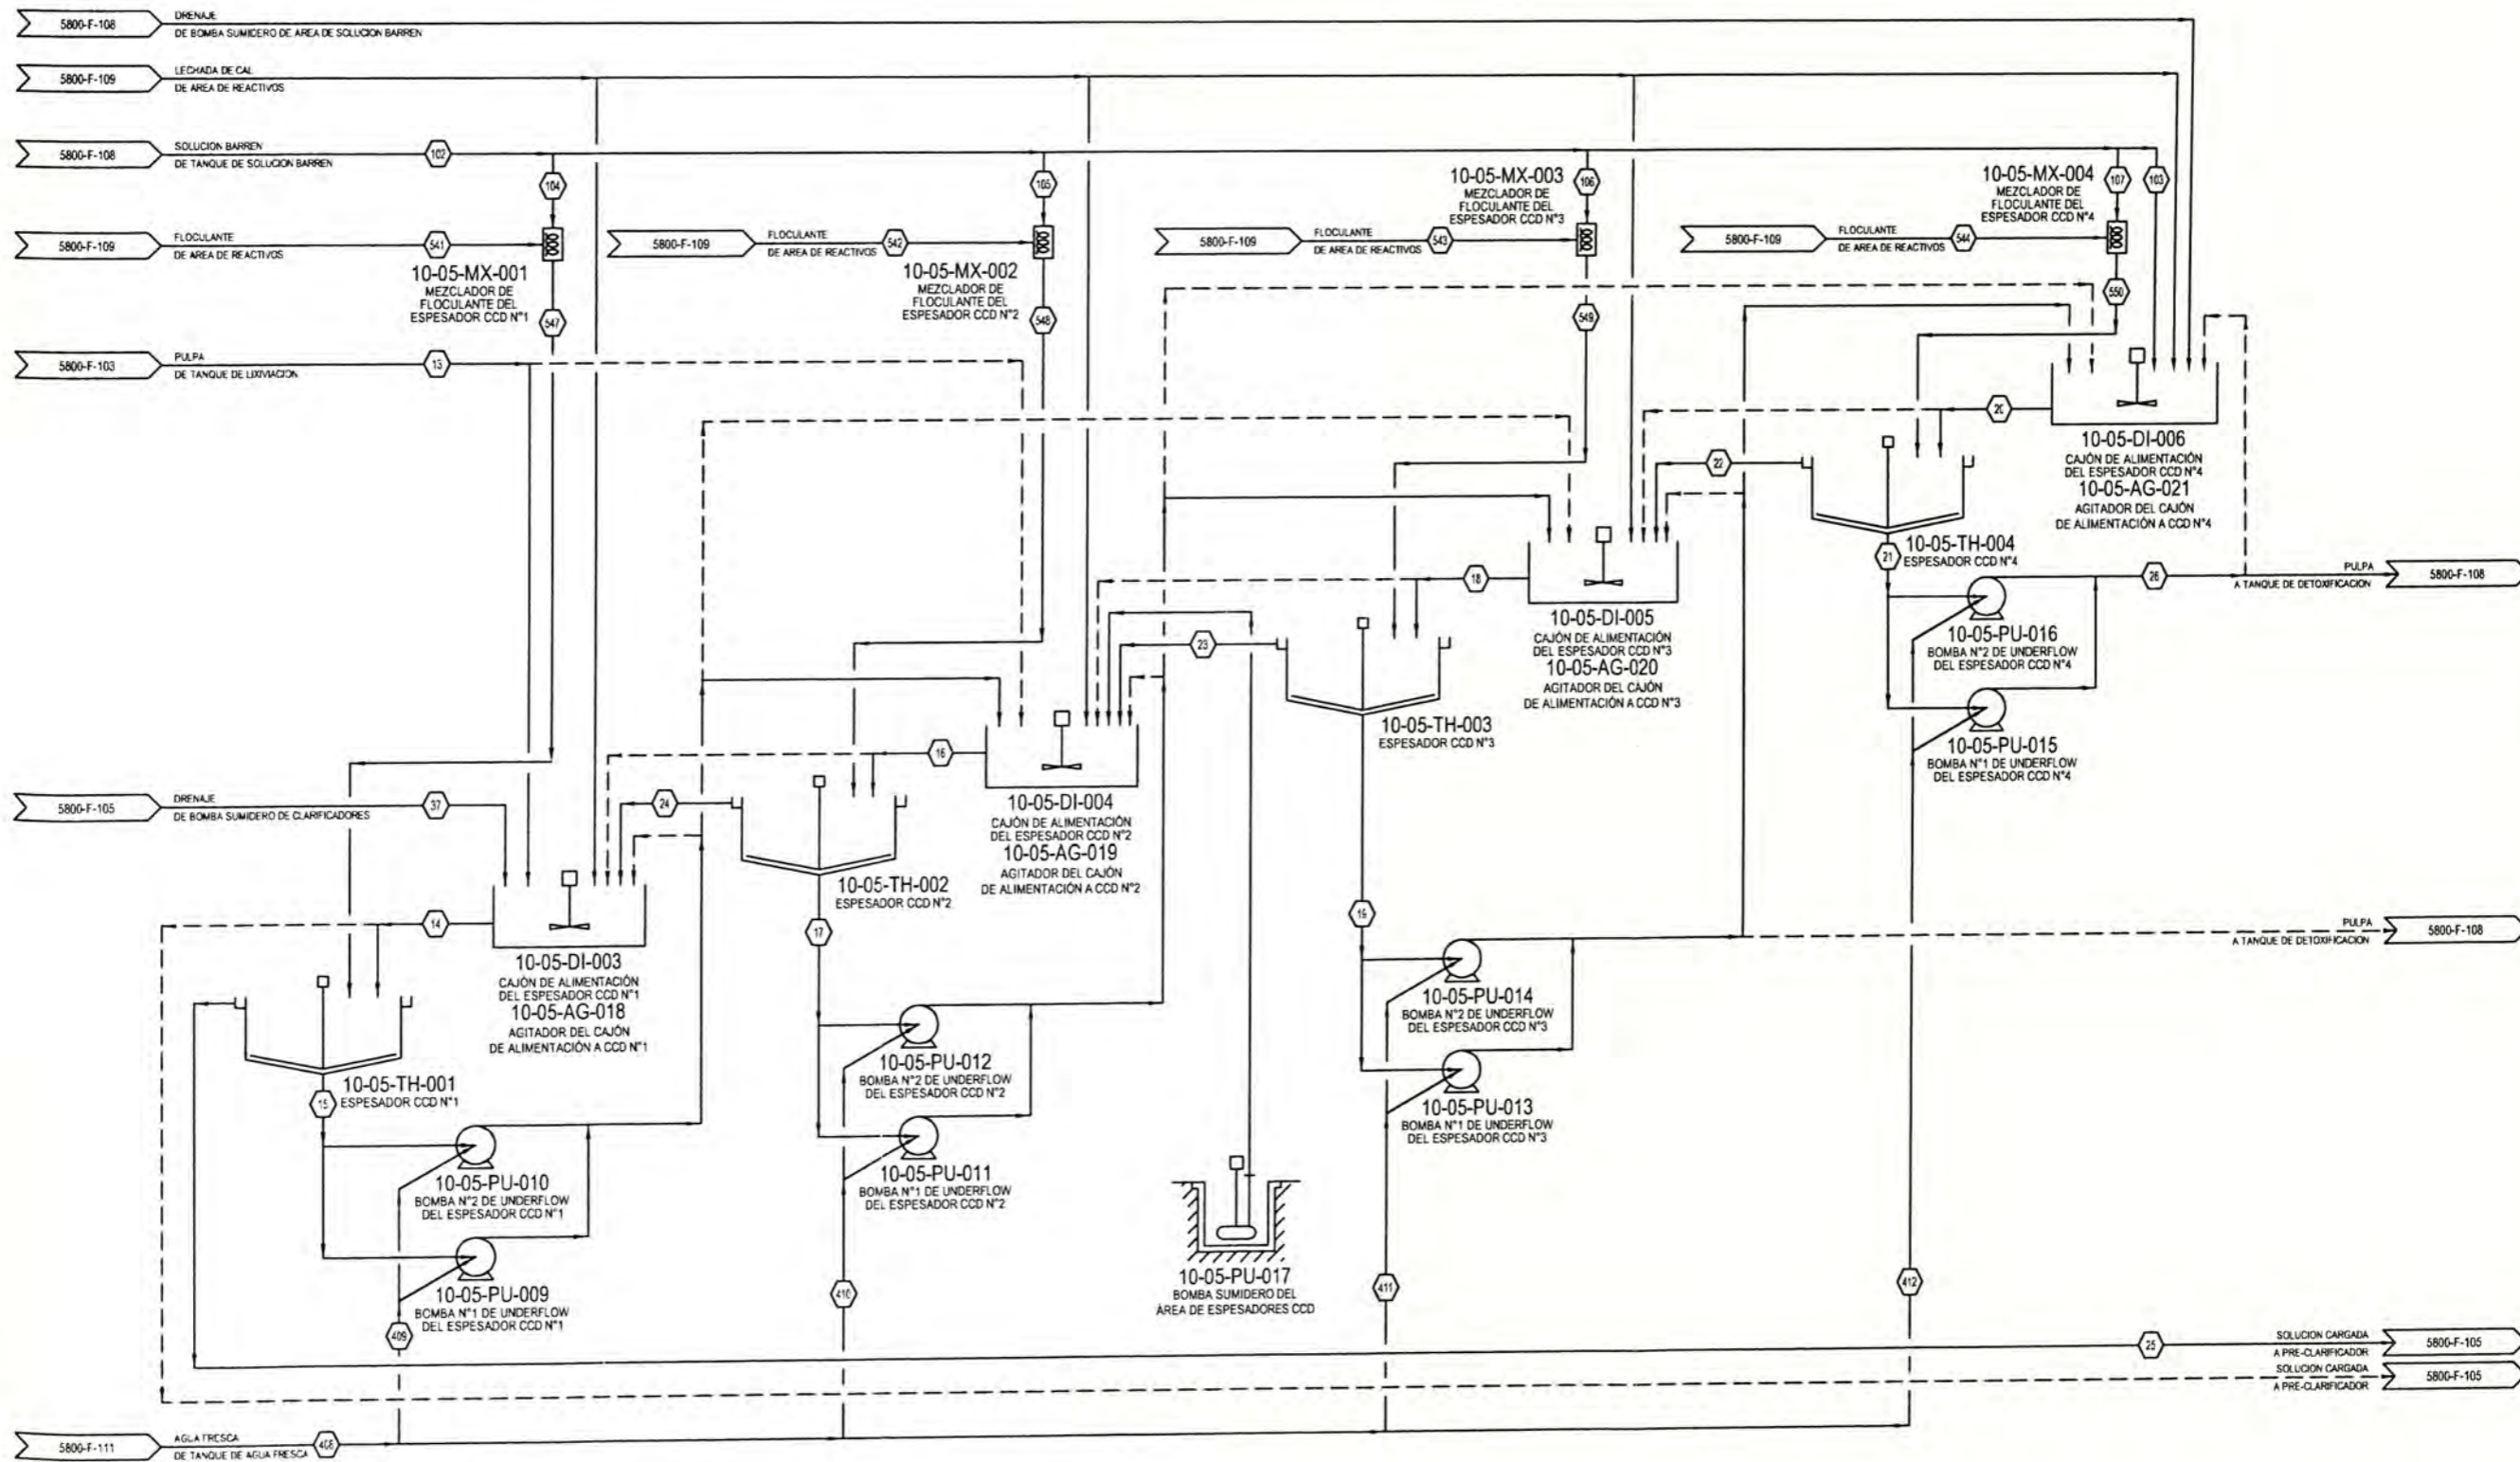 5800-F-108
DRENAJE
DE BOMBA SUMIDERO DE AREA DE SOLUCION BARREN
5800-F-109
LECHADA DE CAL
DE AREA DE REACTIVOS
5800-F-108
SOLUCION BARREN
DE TANQUE DE SOLUCION BARREN
102
104
105
106
107
103
10-05-MX-003
MEZCLADOR DE
FLOCULANTE DEL
ESPESADOR CCD N°3
10-05-MX-004
MEZCLADOR DE
FLOCULANTE DEL
ESPESADOR CCD N°4
5800-F-109
FLOCULANTE
DE AREA DE REACTIVOS
541
5800-F-109
FLOCULANTE
DE AREA DE REACTIVOS
542
5800-F-109
FLOCULANTE
DE AREA DE REACTIVOS
543
5800-F-109
FLOCULANTE
DE AREA DE REACTIVOS
544
10-05-MX-001
MEZCLADOR DE
FLOCULANTE DEL
ESPESADOR CCD N°1
547
10-05-MX-002
MEZCLADOR DE
FLOCULANTE DEL
ESPESADOR CCD N°2
548
549
550
5800-F-103
PULPA
DE TANQUE DE LIXIVIACION
13
20
10-05-DI-006
CAJÓN DE ALIMENTACIÓN
DEL ESPESADOR CCD N°4
10-05-AG-021
AGITADOR DEL CAJÓN
DE ALIMENTACIÓN A CCD N°4
22
10-05-TH-004
ESPESADOR CCD N°4
21
26
PULPA
A TANQUE DE DETOXIFICACION
5800-F-108
10-05-PU-016
BOMBA N°2 DE UNDERFLOW
DEL ESPESADOR CCD N°4
10-05-PU-015
BOMBA N°1 DE UNDERFLOW
DEL ESPESADOR CCD N°4
18
10-05-DI-005
CAJÓN DE ALIMENTACIÓN
DEL ESPESADOR CCD N°3
10-05-AG-020
AGITADOR DEL CAJÓN
DE ALIMENTACIÓN A CCD N°3
23
10-05-TH-003
ESPESADOR CCD N°3
16
10-05-DI-004
CAJÓN DE ALIMENTACIÓN
DEL ESPESADOR CCD N°2
10-05-AG-019
AGITADOR DEL CAJÓN
DE ALIMENTACIÓN A CCD N°2
5800-F-105
DRENAJE
DE BOMBA SUMIDERO DE CLARIFICADORES
37
24
10-05-TH-002
ESPESADOR CCD N°2
17
14
10-05-DI-003
CAJÓN DE ALIMENTACIÓN
DEL ESPESADOR CCD N°1
10-05-AG-018
AGITADOR DEL CAJÓN
DE ALIMENTACIÓN A CCD N°1
19
PULPA
A TANQUE DE DETOXIFICACION
5800-F-108
10-05-PU-014
BOMBA N°2 DE UNDERFLOW
DEL ESPESADOR CCD N°3
10-05-PU-013
BOMBA N°1 DE UNDERFLOW
DEL ESPESADOR CCD N°3
10-05-TH-001
ESPESADOR CCD N°1
15
10-05-PU-012
BOMBA N°2 DE UNDERFLOW
DEL ESPESADOR CCD N°2
10-05-PU-011
BOMBA N°1 DE UNDERFLOW
DEL ESPESADOR CCD N°2
10-05-PU-010
BOMBA N°2 DE UNDERFLOW
DEL ESPESADOR CCD N°1
10-05-PU-009
BOMBA N°1 DE UNDERFLOW
DEL ESPESADOR CCD N°1
10-05-PU-017
BOMBA SUMIDERO DEL
ÁREA DE ESPESADORES CCD
409
410
411
412
25
SOLUCION CARGADA
A PRE-CLARIFICADOR
5800-F-105
SOLUCION CARGADA
A PRE-CLARIFICADOR
5800-F-105
5800-F-111
AGUA FRESCA
DE TANQUE DE AGUA FRESCA
408